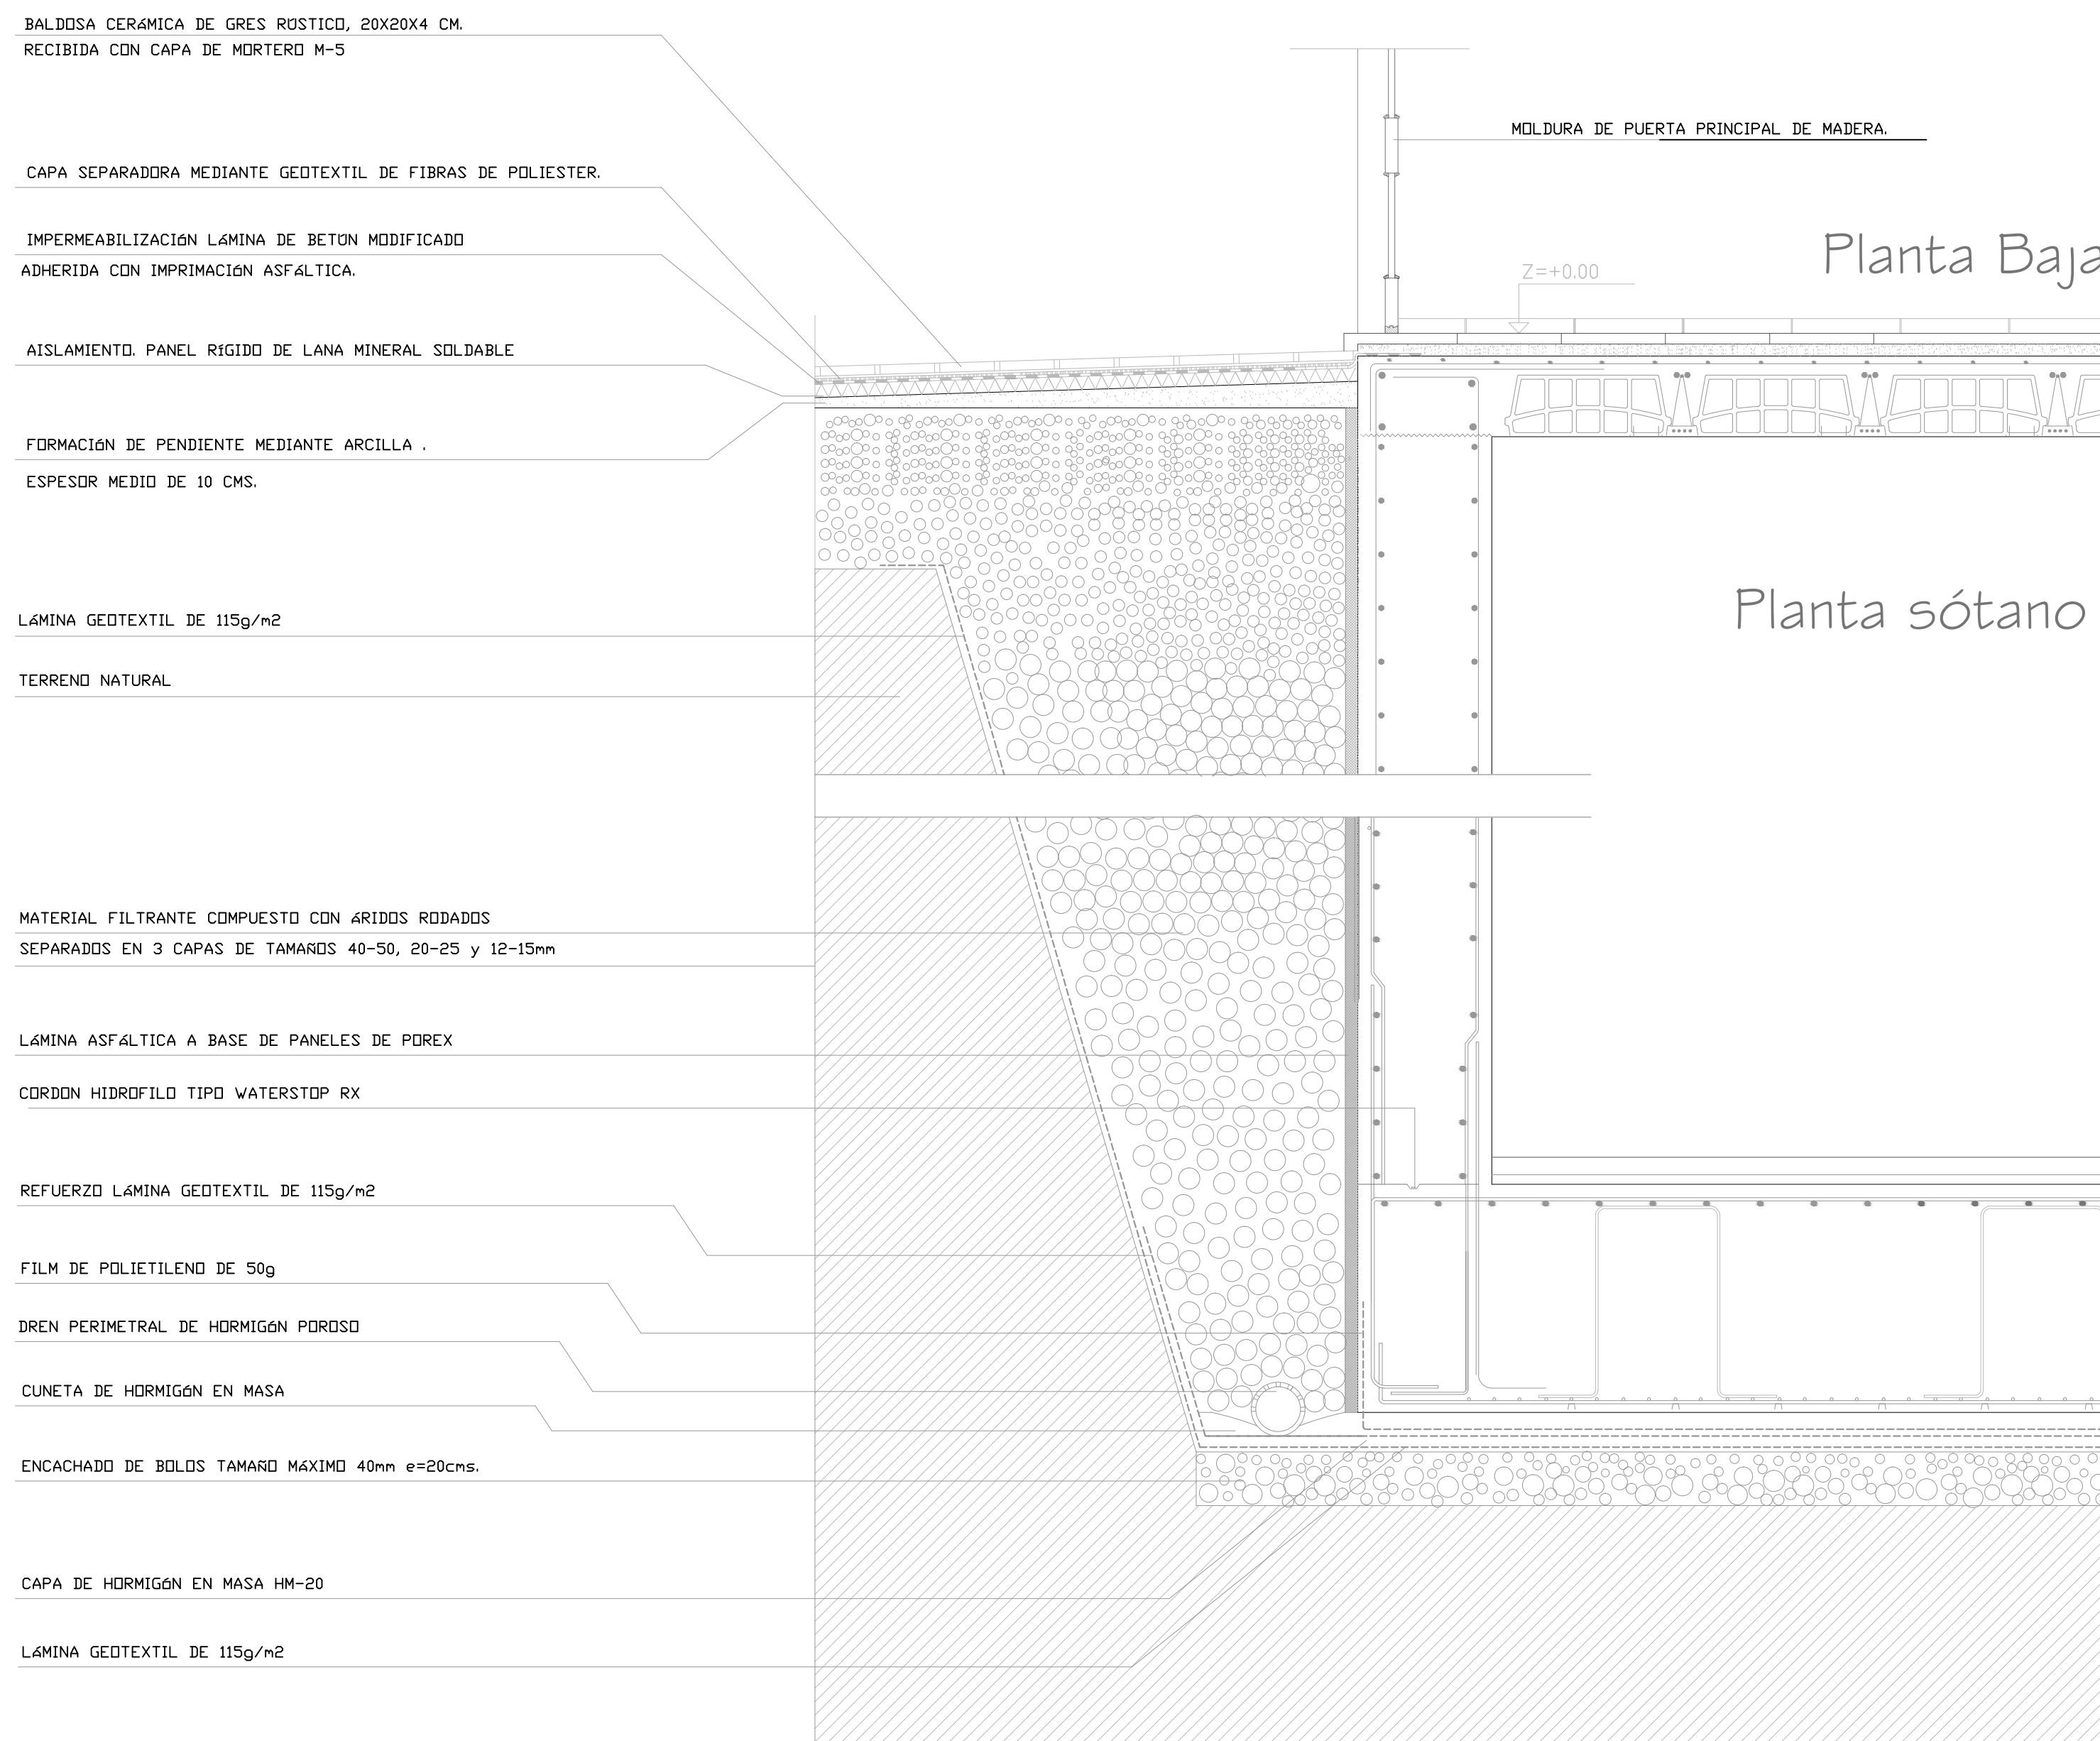 BALDOSA CERÁMICA DE GRES RÚSTICO, 20X20X4 CM.
RECIBIDA CON CAPA DE MORTERO M-5
MOLDURA DE PUERTA PRINCIPAL DE MADERA.
CAPA SEPARADORA MEDIANTE GEOTEXTIL DE FIBRAS DE POLIESTER.
IMPERMEABILIZACIÓN LÁMINA DE BETÚN MODIFICADO
ADHERIDA CON IMPRIMACIÓN ASFÁLTICA.
Planta Baja
Z=+0.00
AISLAMIENTO. PANEL RÍGIDO DE LANA MINERAL SOLDABLE
FORMACIÓN DE PENDIENTE MEDIANTE ARCILLA .
ESPESOR MEDIO DE 10 CMS.
Planta sótano
LÁMINA GEOTEXTIL DE 115g/m2
TERRENO NATURAL
MATERIAL FILTRANTE COMPUESTO CON ÁRIDOS RODADOS
SEPARADOS EN 3 CAPAS DE TAMAÑOS 40-50, 20-25 y 12-15mm
LÁMINA ASFÁLTICA A BASE DE PANELES DE POREX
CORDON HIDROFILO TIPO WATERSTOP RX
REFUERZO LÁMINA GEOTEXTIL DE 115g/m2
FILM DE POLIETILENO DE 50g
DREN PERIMETRAL DE HORMIGÓN POROSO
CUNETA DE HORMIGÓN EN MASA
ENCACHADO DE BOLOS TAMAÑO MÁXIMO 40mm e=20cms.
CAPA DE HORMIGÓN EN MASA HM-20
LÁMINA GEOTEXTIL DE 115g/m2